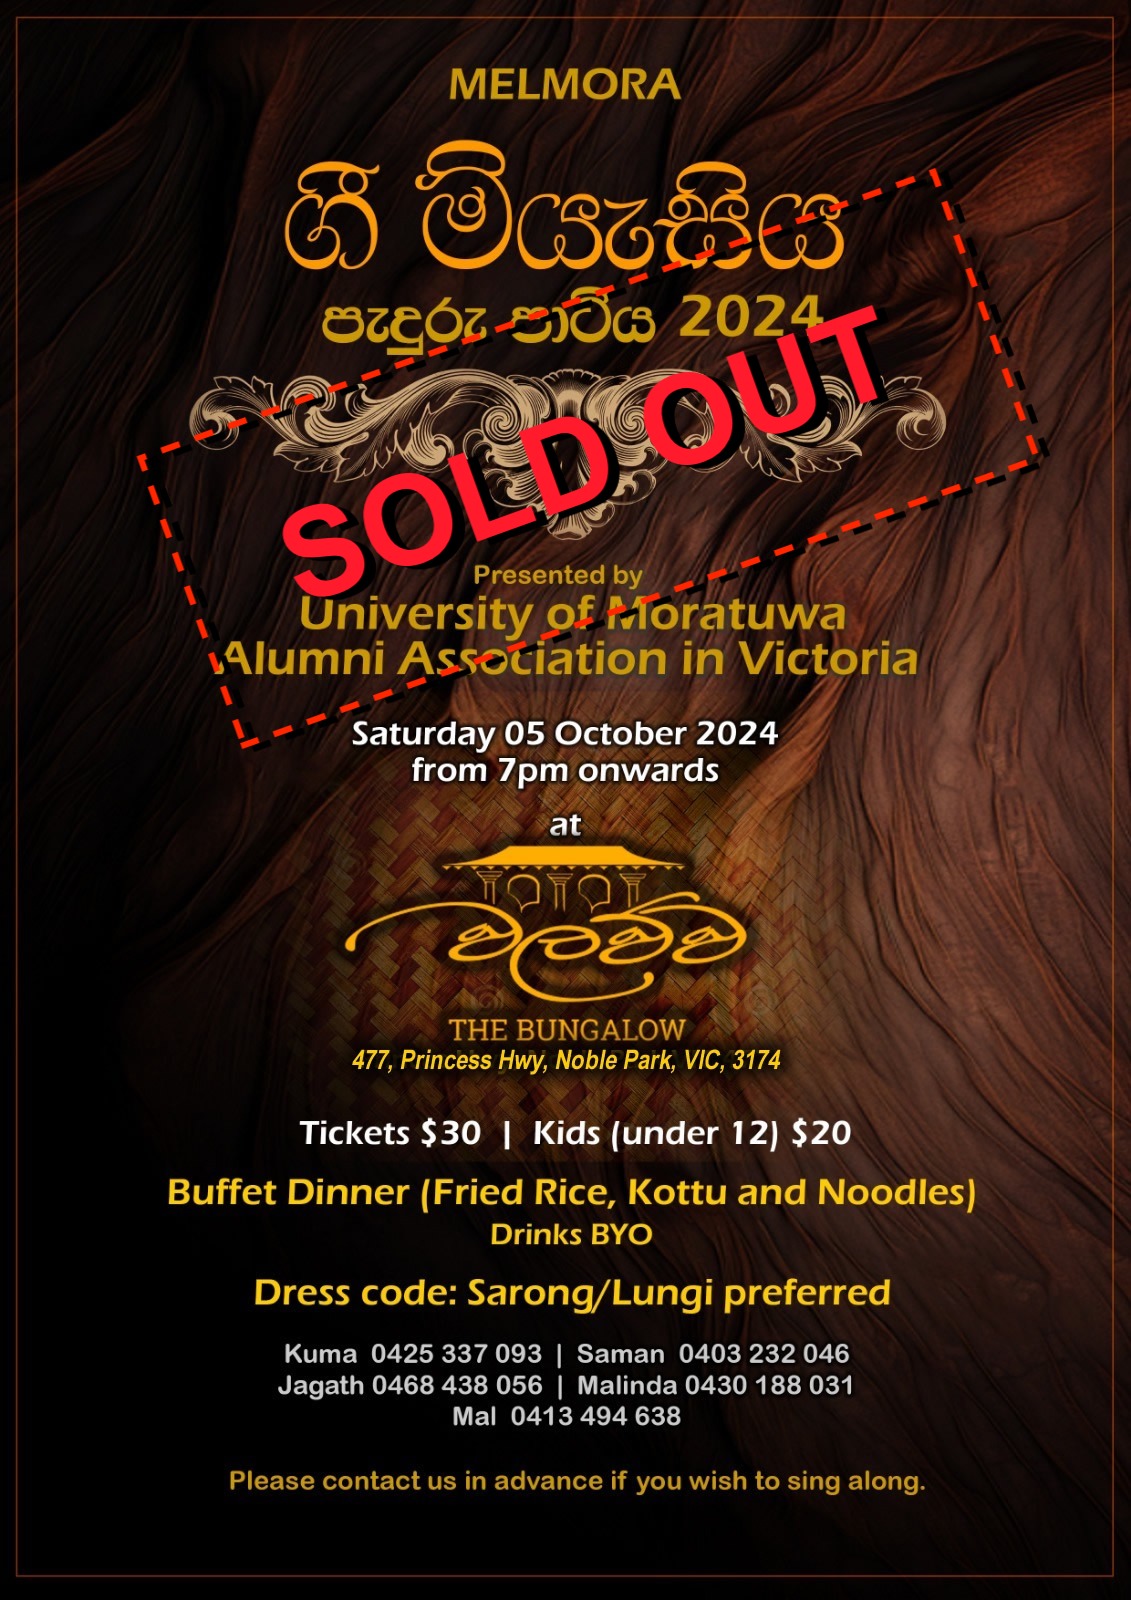 MELMORA
ගී මියැසිය
පැදුරු පාටිය 2024
SOLD OUT
Presented by
University of Moratuwa
Alumni Association in Victoria
Saturday 05 October 2024
from 7pm onwards
at
වලව්ව
THE BUNGALOW
477, Princess Hwy, Noble Park, VIC, 3174
Tickets $30 | Kids (under 12) $20
Buffet Dinner (Fried Rice, Kottu and Noodles)
Drinks BYO
Dress code: Sarong/Lungi preferred
Kuma 0425 337 093 | Saman 0403 232 046
Jagath 0468 438 056 | Malinda 0430 188 031
Mal 0413 494 638
Please contact us in advance if you wish to sing along.